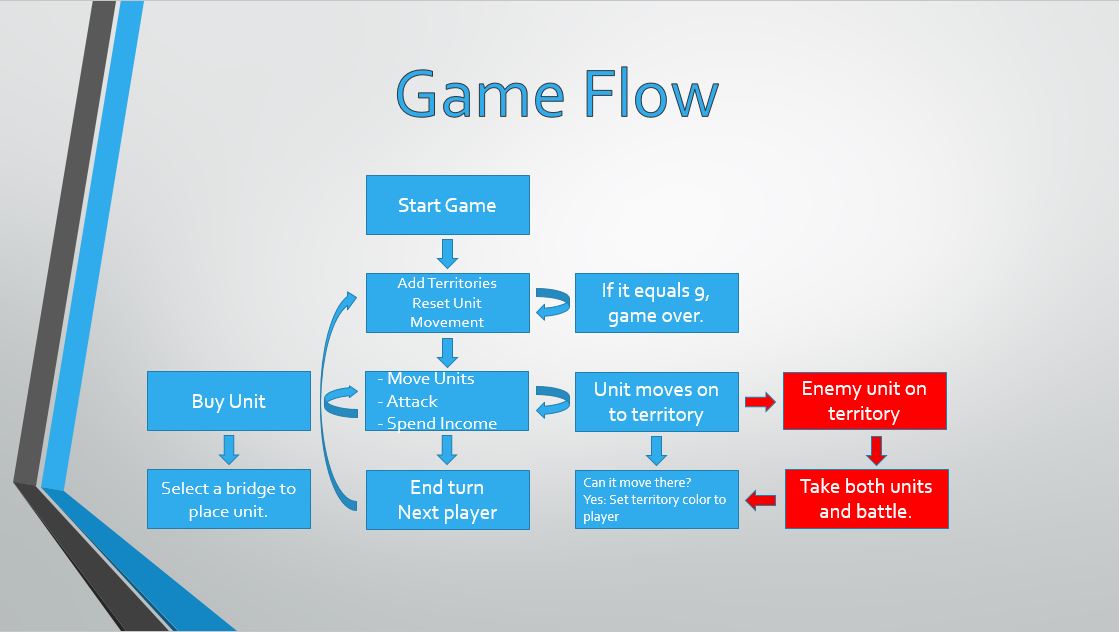 Game Flow
Start Game
Add Territories
Reset Unit
Movement
If it equals 9,
game over.
Buy Unit
- Move Units
- Attack
- Spend Income
Unit moves on
to territory
Enemy unit on
territory
Select a bridge to
place unit.
End turn
Next player
Can it move there?
Yes: Set territory color to
player
Take both units
and battle.